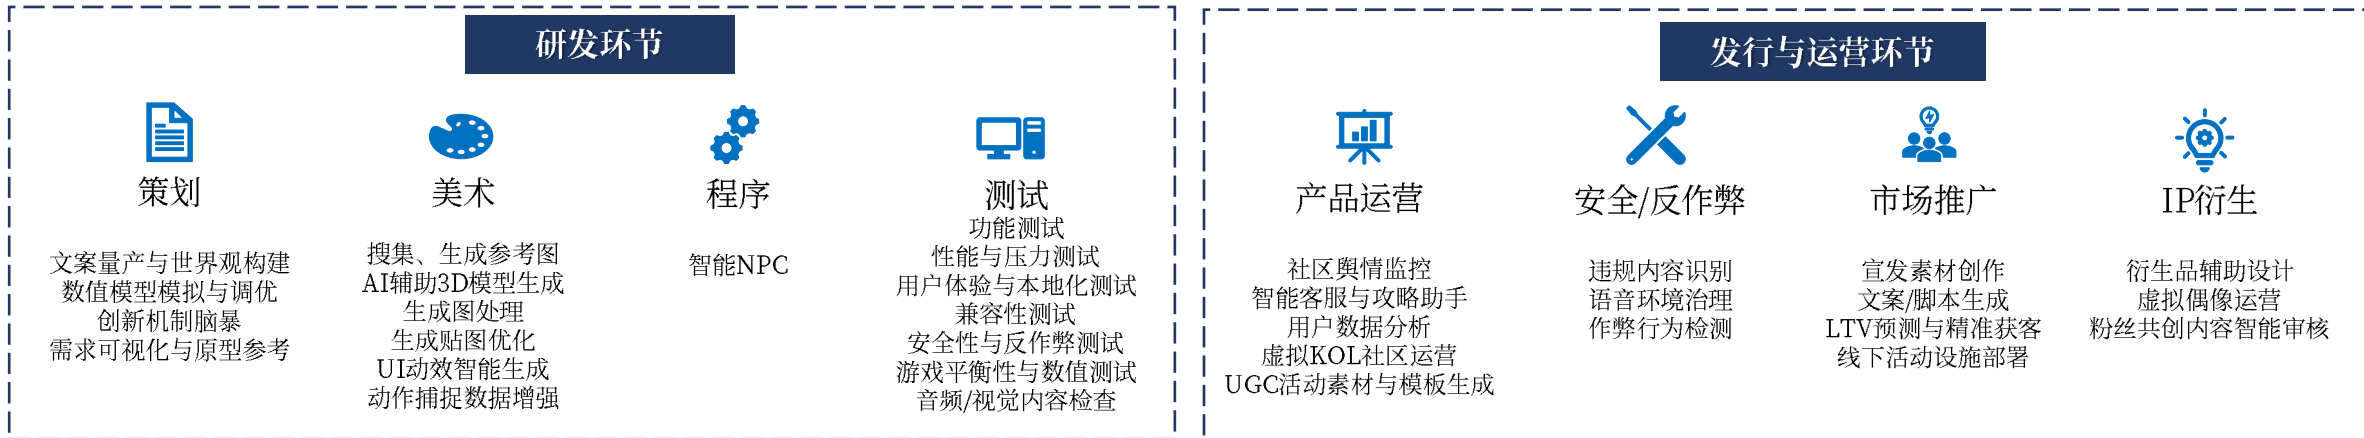 研发环节
策划
文案量产与世界观构建
数值模型模拟与调优
创新机制脑暴
需求可视化与原型参考
美术
搜集、生成参考图
AI辅助3D模型生成
生成图处理
生成贴图优化
UI动效智能生成
动作捕捉数据增强
程序
智能NPC
测试
功能测试
性能与压力测试
用户体验与本地化测试
兼容性测试
安全性与反作弊测试
游戏平衡性与数值测试
音频/视觉内容检查
发行与运营环节
产品运营
社区舆情监控
智能客服与攻略助手
用户数据分析
虚拟KOL社区运营
UGC活动素材与模板生成
安全/反作弊
违规内容识别
语音环境治理
作弊行为检测
市场推广
宣发素材创作
文案/脚本生成
LTV预测与精准获客
线下活动设施部署
IP衍生
衍生品辅助设计
虚拟偶像运营
粉丝共创内容智能审核